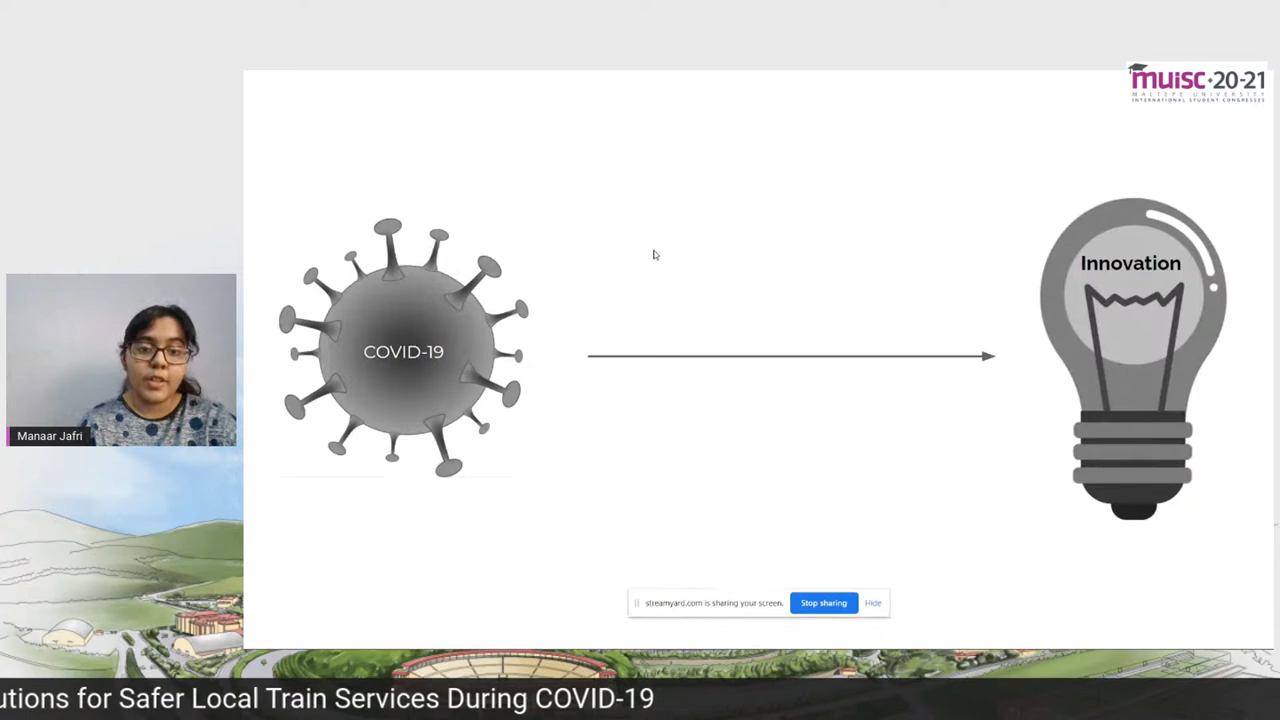 muisc•20-21
MALTEPE UNIVERSITY
INTERNATIONAL STUDENT CONGRESSES
Innovation
COVID-19
Manaar Jafri
streamyard.com is sharing your screen.
Stop sharing
Hide
utions for Safer Local Train Services During COVID-19